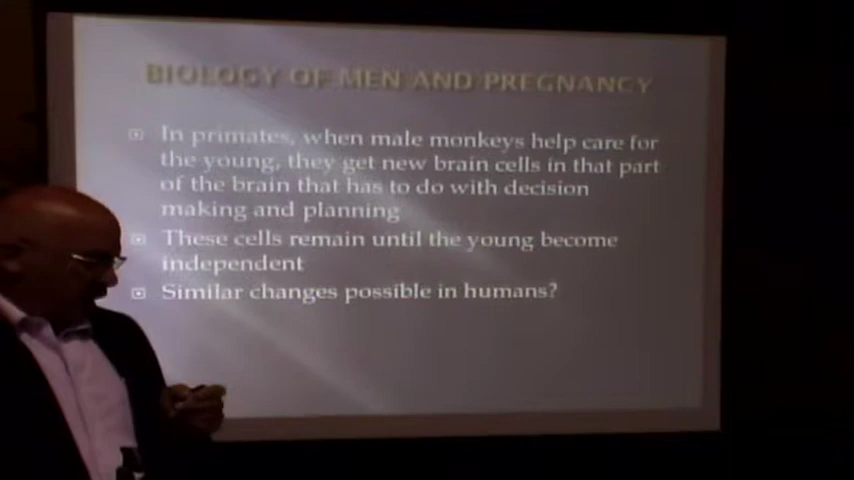 BIOLOGY OF MEN AND PREGNANCY
In primates, when male monkeys help care for
the young, they get new brain cells in that part
of the brain that has to do with decision
making and planning
These cells remain until the young become
independent
Similar changes possible in humans?